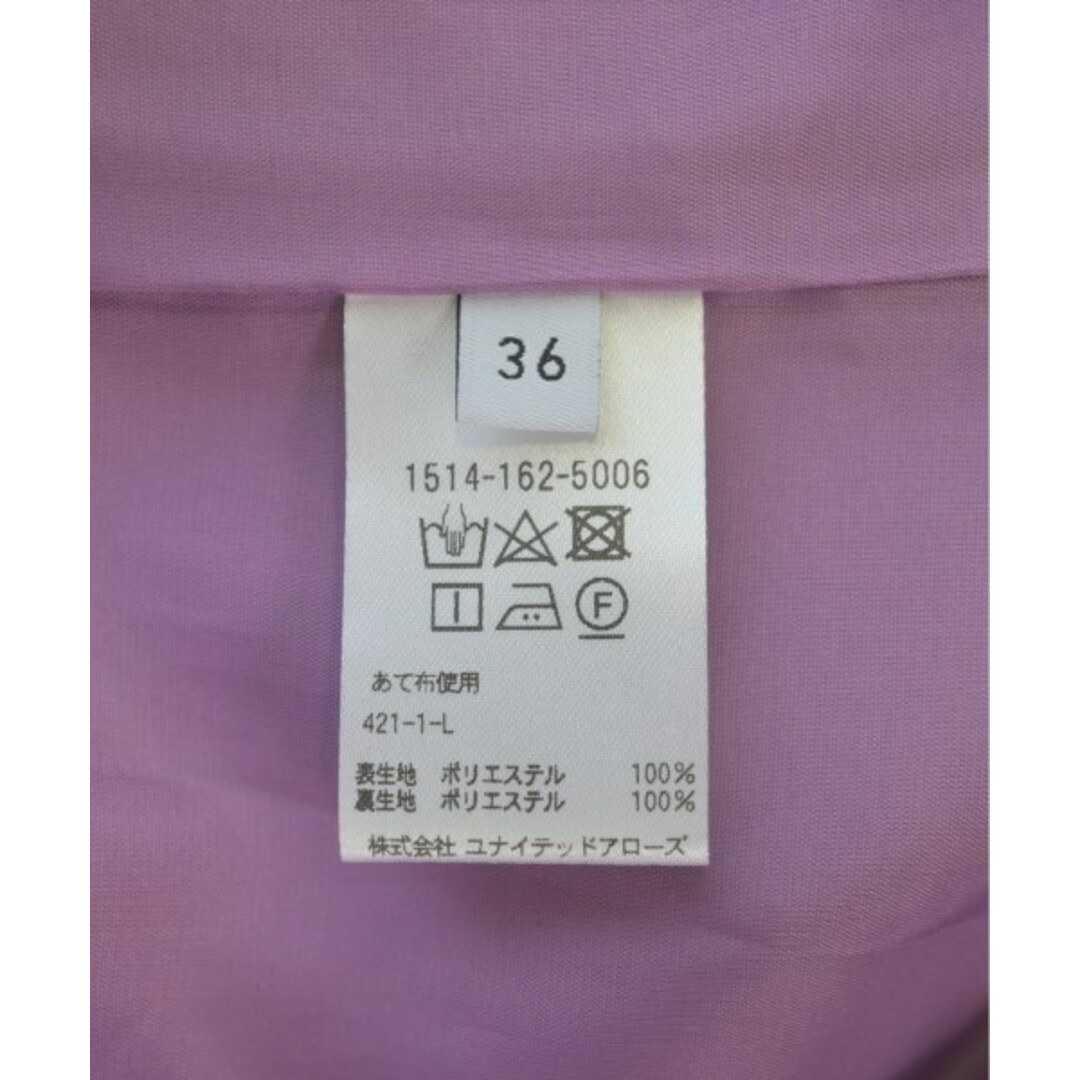 36
1514-162-5006
F
あて布使用
421-1-L
表生地 ポリエステル 100%
裏生地 ポリエステル 100%
株式会社 ユナイテッドアローズ